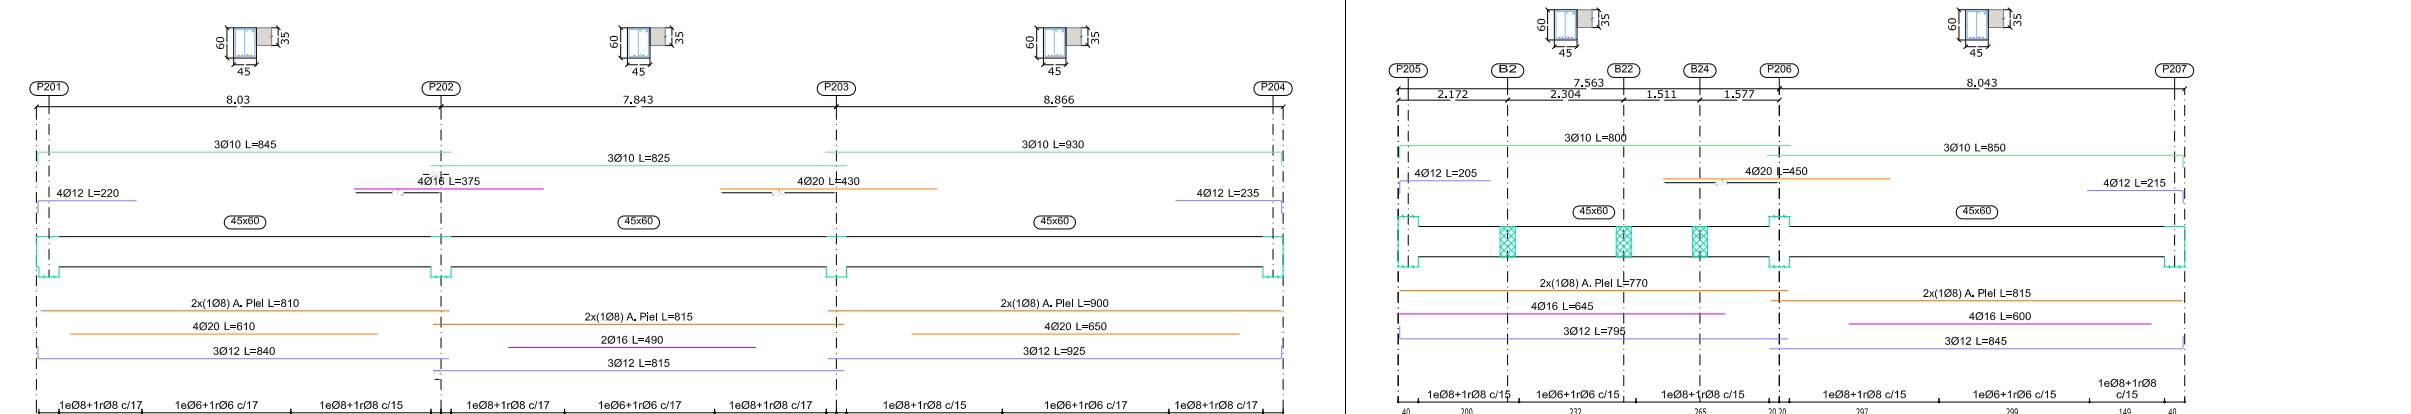 60 35 60 35 60 35
45 45 45
P201 P202 P203 P204
8.03 7.843 8.866
3Ø10 L=845 3Ø10 L=930
3Ø10 L=825
4Ø16 L=375 4Ø20 L=430
4Ø12 L=220 4Ø12 L=235
45x60 45x60 45x60
2x(1Ø8) A. Piel L=810 2x(1Ø8) A. Piel L=900
2x(1Ø8) A. Piel L=815
4Ø20 L=610 4Ø20 L=650
2Ø16 L=490
3Ø12 L=840 3Ø12 L=925
3Ø12 L=815
1eØ8+1rØ8 c/17 1eØ6+1rØ6 c/17 1eØ8+1rØ8 c/15 1eØ8+1rØ8 c/17 1eØ6+1rØ6 c/17 1eØ8+1rØ8 c/17 1eØ8+1rØ8 c/15 1eØ6+1rØ6 c/17 1eØ8+1rØ8 c/17
60 35 60 35
45 45
P205 B2 B22 B24 P206 P207
7.563 8.043
2.172 2.304 1.511 1.577
3Ø10 L=800
3Ø10 L=850
4Ø12 L=205 4Ø20 L=450
4Ø12 L=215
45x60 45x60
2x(1Ø8) A. Piel L=770
2x(1Ø8) A. Piel L=815
4Ø16 L=645
4Ø16 L=600
3Ø12 L=795
3Ø12 L=845
1eØ8+1rØ8 c/15 1eØ6+1rØ6 c/15 1eØ8+1rØ8 c/15 1eØ8+1rØ8 c/15 1eØ6+1rØ6 c/15 1eØ8+1rØ8
c/15
40 200 232 265 20 20 297 299 149 40